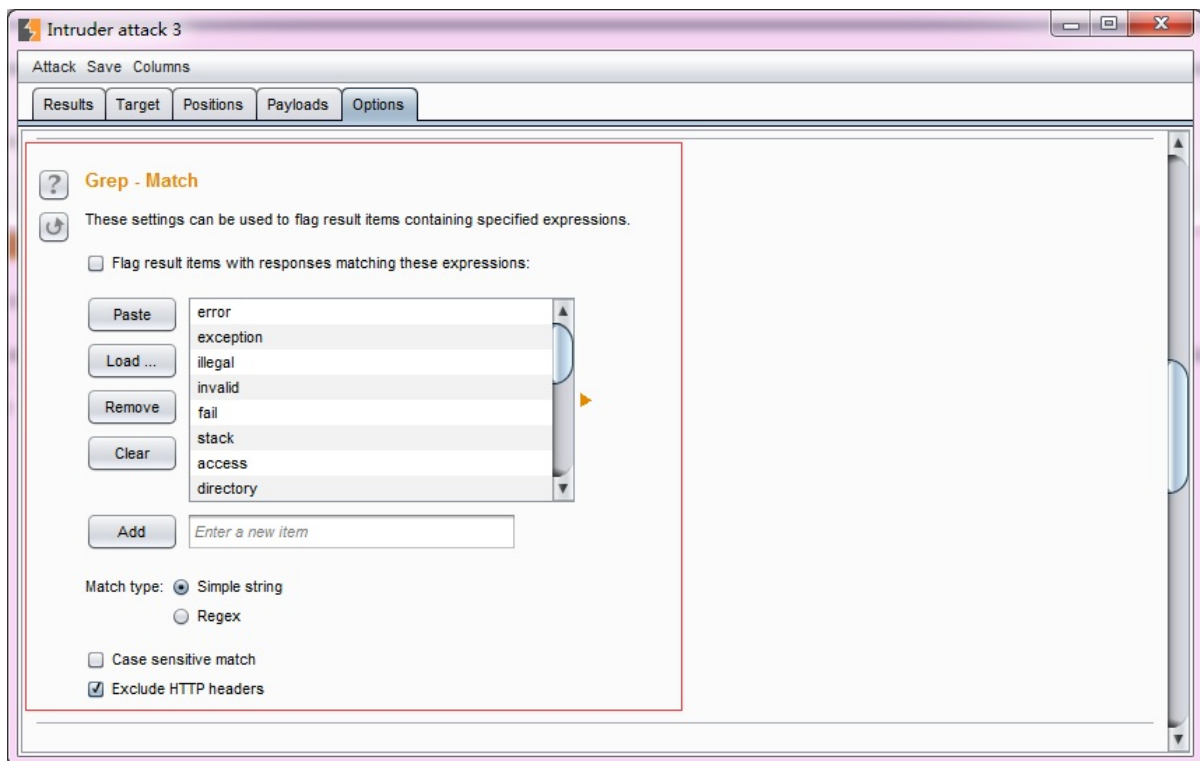 Intruder attack 3
Attack Save Columns
Results Target Positions Payloads Options
?
Grep - Match
These settings can be used to flag result items containing specified expressions.
Flag result items with responses matching these expressions:
Paste
Load ...
Remove
Clear
error
exception
illegal
invalid
fail
stack
access
directory
Add Enter a new item
Match type: Simple string
Regex
Case sensitive match
Exclude HTTP headers